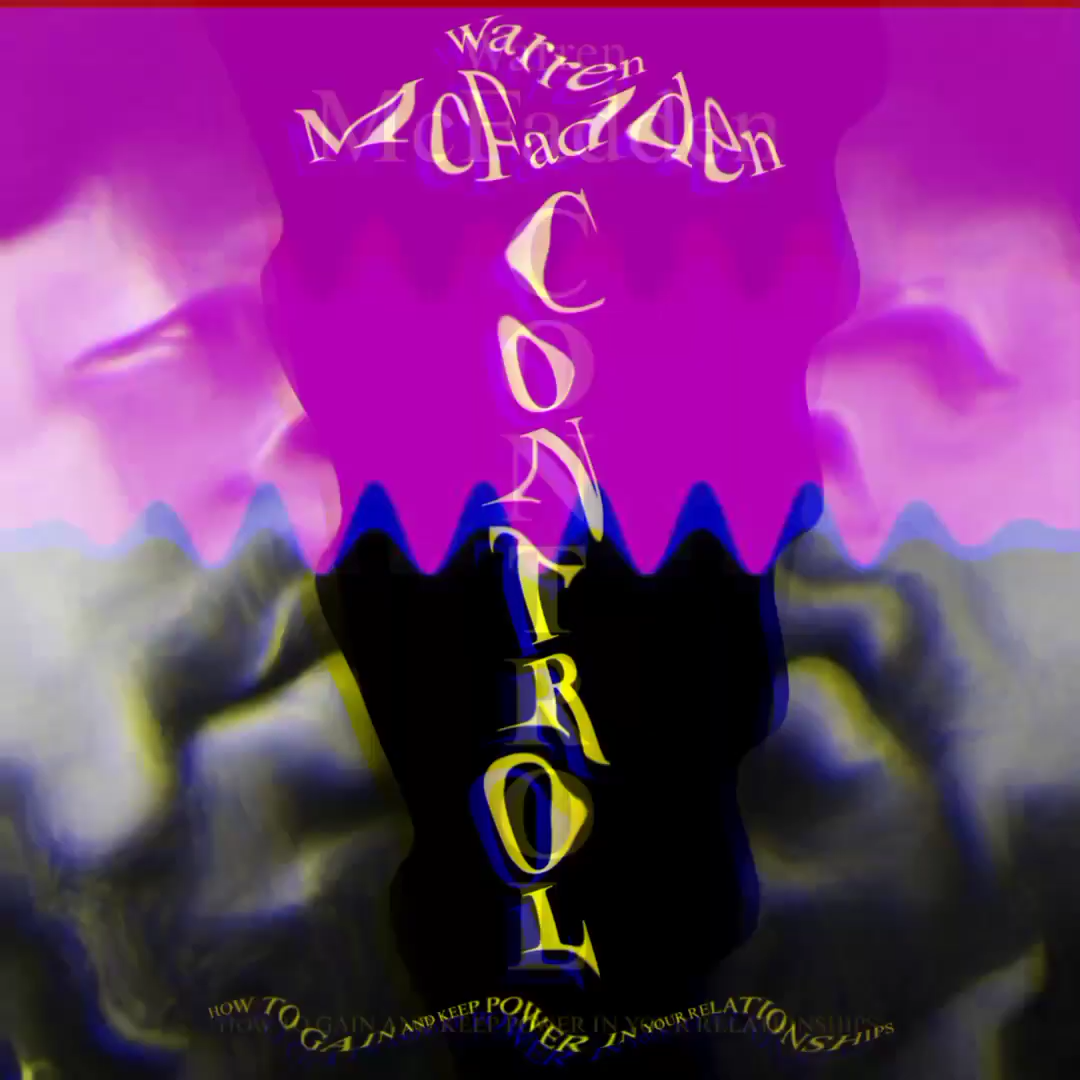 Warren
McFadden
CONTROL
HOW TO GAIN AND KEEP POWER IN YOUR RELATIONSHIPS